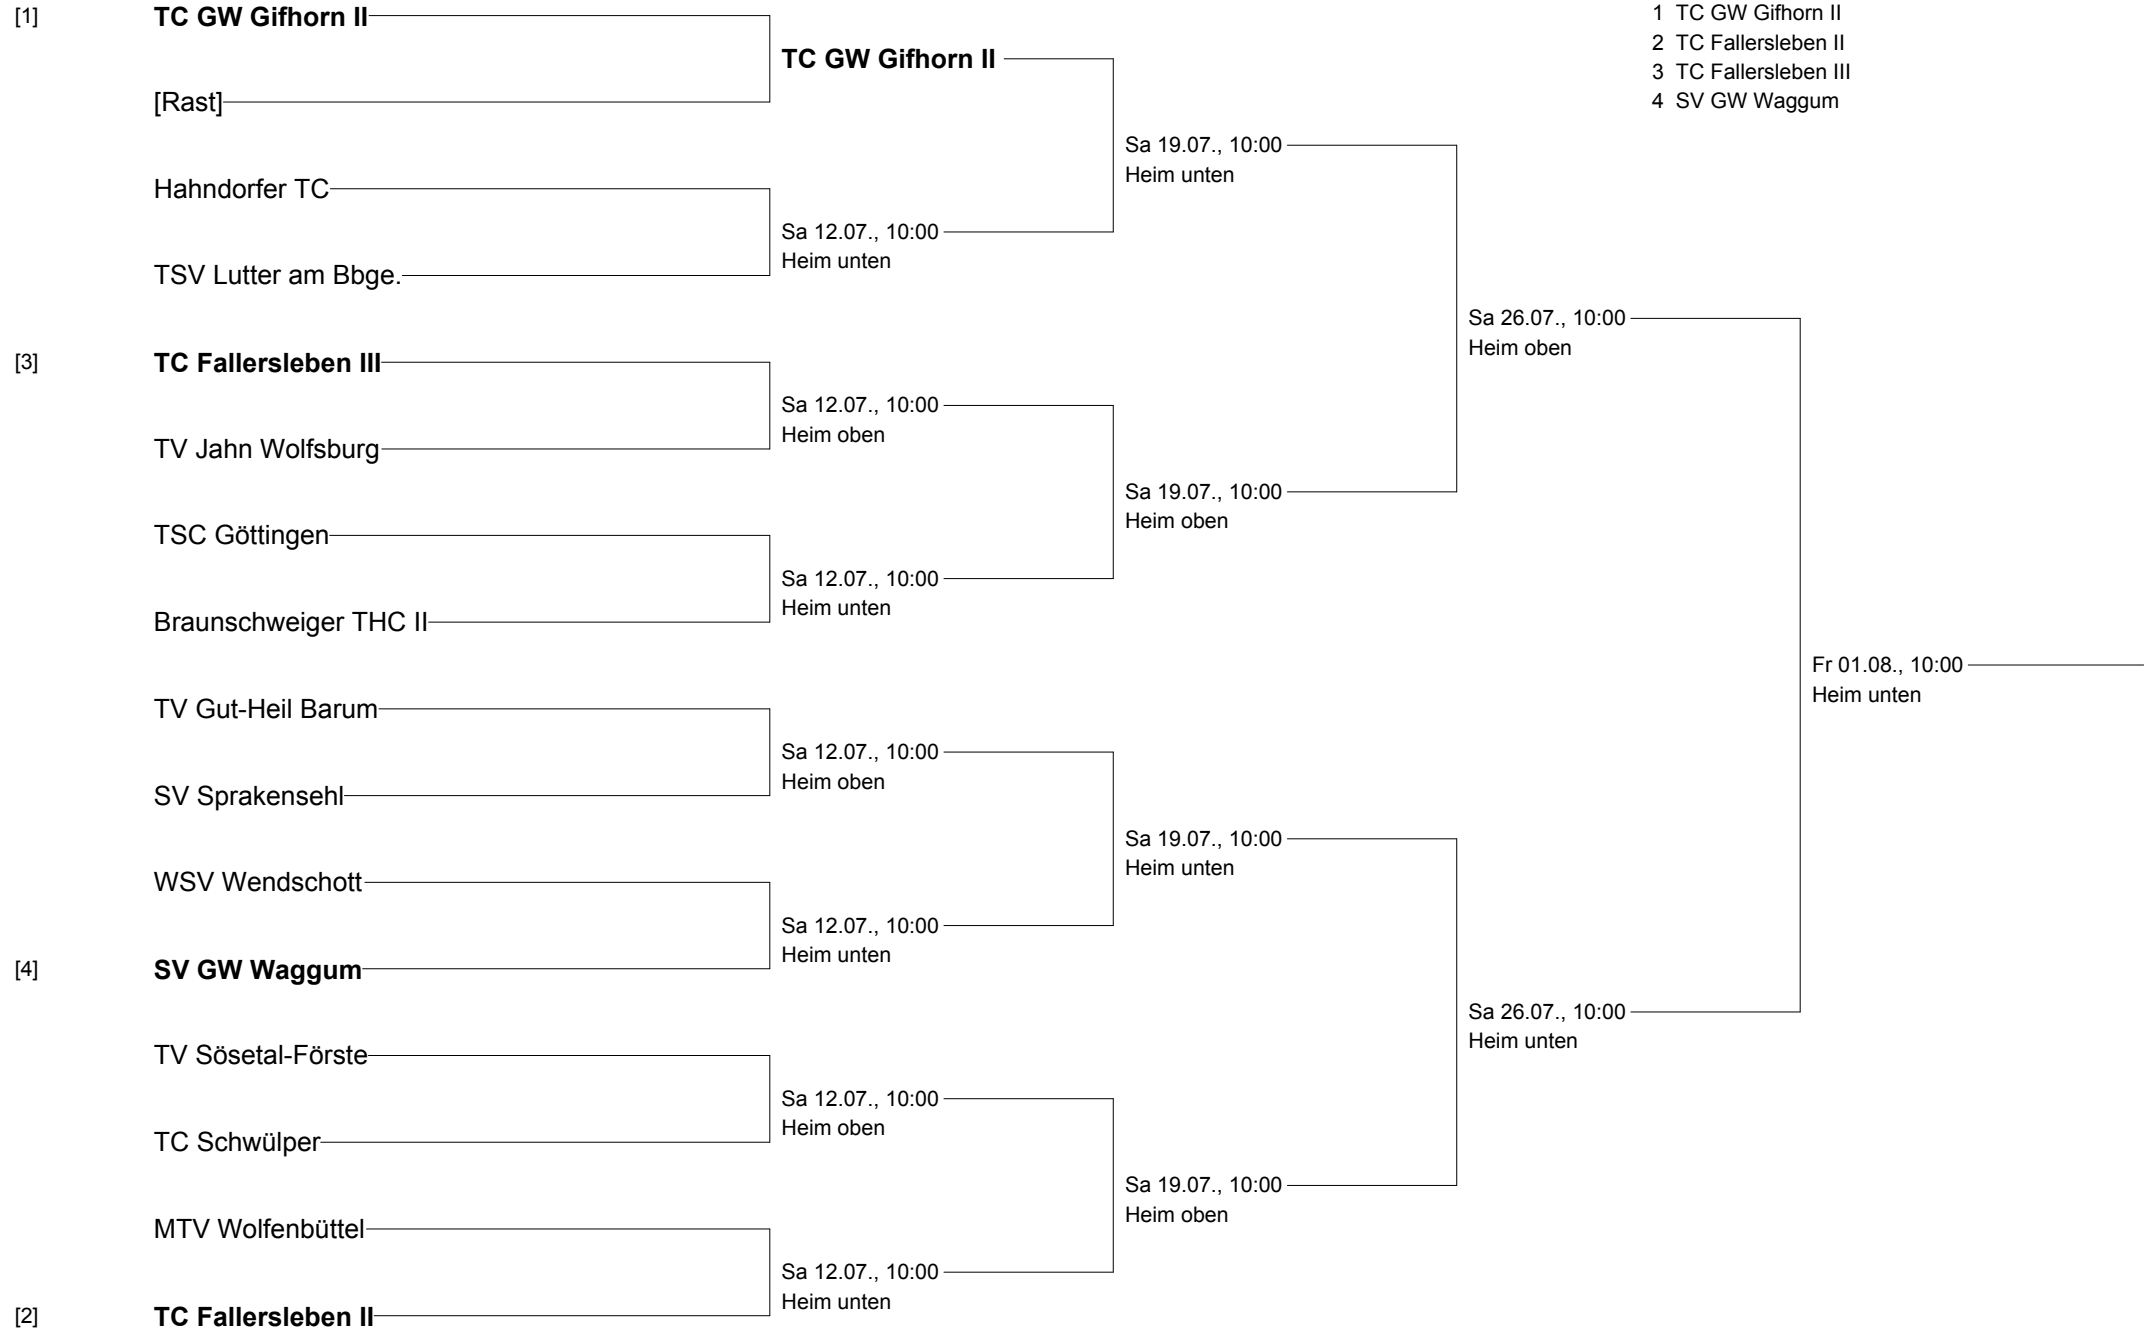 [1]
TC GW Gifhorn II
1 TC GW Gifhorn II
2 TC Fallersleben II
TC GW Gifhorn II
3 TC Fallersleben III
[Rast]
4 SV GW Waggum
Sa 19.07., 10:00
Heim unten
Hahndorfer TC
Sa 12.07., 10:00
Heim unten
TSV Lutter am Bbge.
Sa 26.07., 10:00
Heim oben
[3]
TC Fallersleben III
Sa 12.07., 10:00
Heim oben
TV Jahn Wolfsburg
Sa 19.07., 10:00
Heim oben
TSC Göttingen
Sa 12.07., 10:00
Heim unten
Braunschweiger THC II
Fr 01.08., 10:00
Heim unten
TV Gut-Heil Barum
Sa 12.07., 10:00
Heim oben
SV Sprakensehl
Sa 19.07., 10:00
Heim unten
WSV Wendschott
Sa 12.07., 10:00
Heim unten
[4]
SV GW Waggum
Sa 26.07., 10:00
Heim unten
TV Sösetal-Förste
Sa 12.07., 10:00
Heim oben
TC Schwülper
Sa 19.07., 10:00
Heim oben
MTV Wolfenbüttel
Sa 12.07., 10:00
Heim unten
[2]
TC Fallersleben II